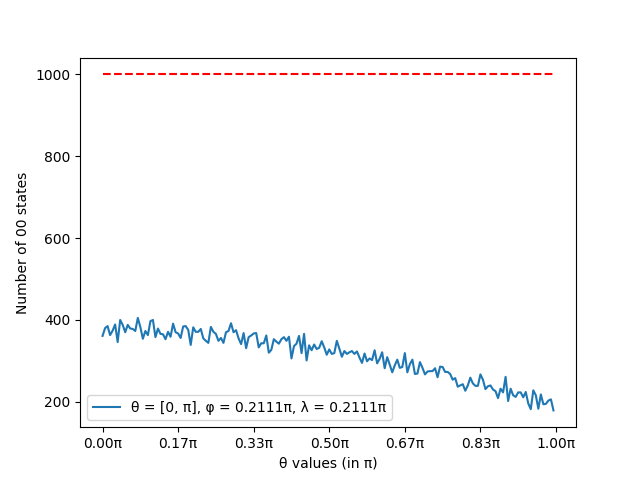 1000
800
600
400
200
Number of 00 states
θ = [0, π], φ = 0.2111π, λ = 0.2111π
0.00π 0.17π 0.33π 0.50π 0.67π 0.83π 1.00π
θ values (in π)